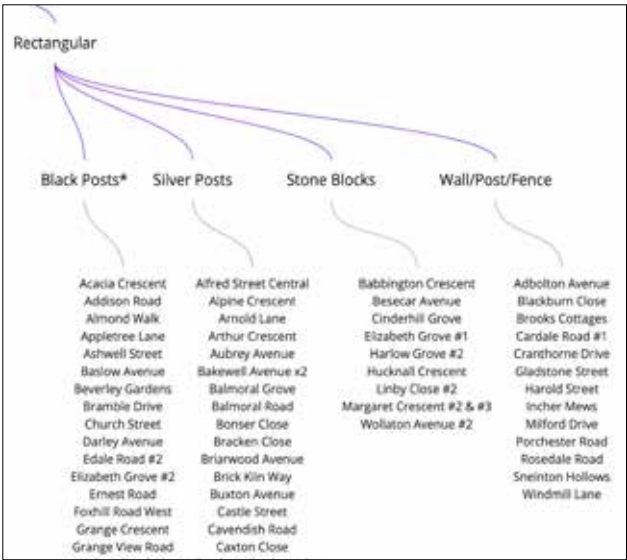 Rectangular
Black Posts*
Silver Posts
Stone Blocks
Wall/Post/Fence
Acacia Crescent
Addison Road
Almond Walk
Appletree Lane
Ashwell Street
Baslow Avenue
Beverley Gardens
Bramble Drive
Church Street
Darley Avenue
Edale Road #2
Elizabeth Grove #2
Ernest Road
Foxhill Road West
Grange Crescent
Grange View Road
Alfred Street Central
Alpine Crescent
Arnold Lane
Arthur Crescent
Aubrey Avenue
Bakewell Avenue x2
Balmoral Grove
Balmoral Road
Bonser Close
Bracken Close
Briarwood Avenue
Brick Kiln Way
Buxton Avenue
Castle Street
Cavendish Road
Caxton Close
Babbington Crescent
Besecar Avenue
Cinderhill Grove
Elizabeth Grove #1
Harlow Grove #2
Hucknall Crescent
Linby Close #2
Margaret Crescent #2 & #3
Wollaton Avenue #2
Adbolton Avenue
Blackburn Close
Brooks Cottages
Cardale Road #1
Cranthorne Drive
Gladstone Street
Harold Street
Incher Mews
Milford Drive
Porchester Road
Rosedale Road
Sneinton Hollows
Windmill Lane